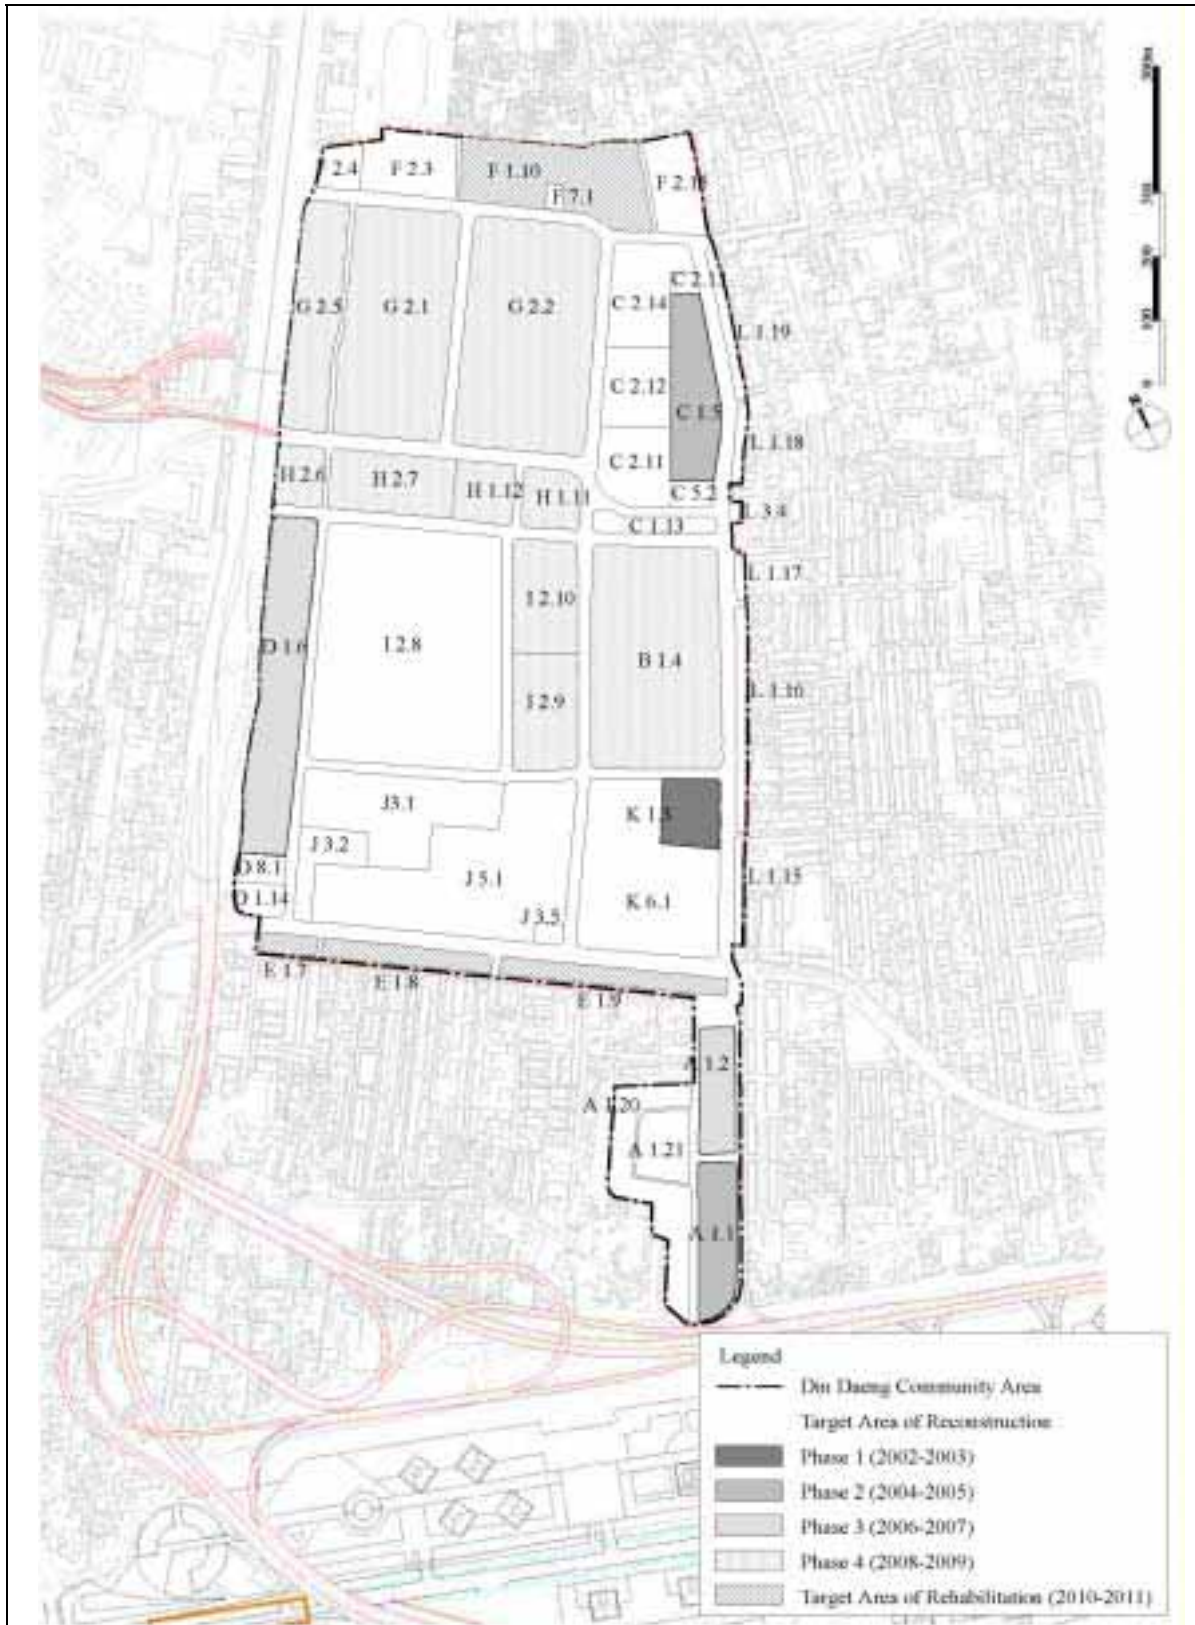 2.4
F 2.3
F 1.10
F 7.1
G 2.5
G 2.1
G 2.2
C 2.14
C 2.12
C 1.5
C 2.11
C 5.2
C 1.13
L 1.19
L 1.18
L 3.4
L 1.17
L 1.16
L 1.15
H 2.6
H 2.7
H 1.12
H 1.11
I 2.10
I 2.8
I 2.9
D 1.6
B 1.4
J3.1
J 3.2
J 5.1
J 3.5
K 1.3
K 6.1
D 8.1
D 1.14
E 1.7
E 1.8
E 1.9
A 1.2
A 1.20
A 1.21
A 1.1
Legend
Din Daeng Community Area
Target Area of Reconstruction
Phase 1 (2002-2003)
Phase 2 (2004-2005)
Phase 3 (2006-2007)
Phase 4 (2008-2009)
Target Area of Rehabilitation (2010-2011)